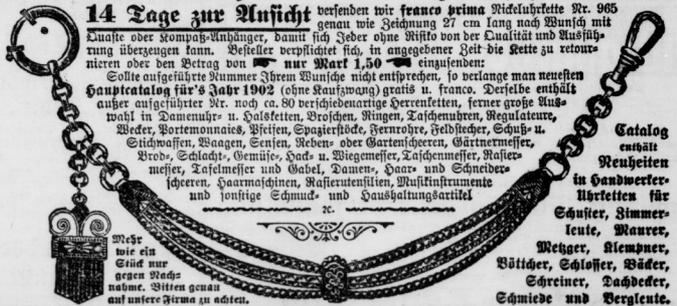 14 Tage zur Ansicht versenden wir franco prima Nickeluhrkette Nr. 965
genau wie Zeichnung 27 cm lang nach Wunsch mit
Quaste oder Kompaß-Anhänger, damit sich Jeder ohne Risiko von der Qualität und Ausfüh-
rung überzeugen kann. Besteller verpflichtet sich, in angegebener Zeit die Kette zu retour-
nieren oder den Betrag von nur Mark 1,50 einzusenden:
Sollte aufgeführte Nummer Ihrem Wunsche nicht entsprechen, so verlange man neuesten
Hauptcatalog für's Jahr 1902 (ohne Kaufzwang) gratis u. franco. Derselbe enthält
außer aufgeführter Nr. noch ca. 80 verschiedenartige Herrenketten, ferner große Aus-
wahl in Damenuhr- u. Halsketten, Broschen, Ringen, Taschenuhren, Regulateure,
Wecker, Portemonnaies, Pfeifen, Spazierstöcke, Fernrohre, Feldstecher, Schuß- u.
Stichwaffen, Waagen, Sensen, Reben- oder Gartenscheeren, Gärtnermesser,
Brod-, Schlacht-, Gemüse-, Hack- u. Wiegemesser, Taschenmesser, Rasier-
messer, Tafelmesser und Gabel, Damen-, Haar- und Schneider-
scheeren, Haarmaschinen, Rasierutensilien, Musikinstrumente
und sonstige Schmuck- und Haushaltungsartikel
2c.
Mehr
wie ein
Stück nur
gegen Nach-
nahme. Bitten genau
auf unsere Firma zu achten.
Catalog
enthält
Neuheiten
in Handwerker-
Uhrketten für
Schuster, Zimmer-
leute, Maurer,
Metzger, Klempner,
Böttcher, Schlosser, Bäcker,
Schreiner, Dachdecker,
Schmiede und Bergleute.